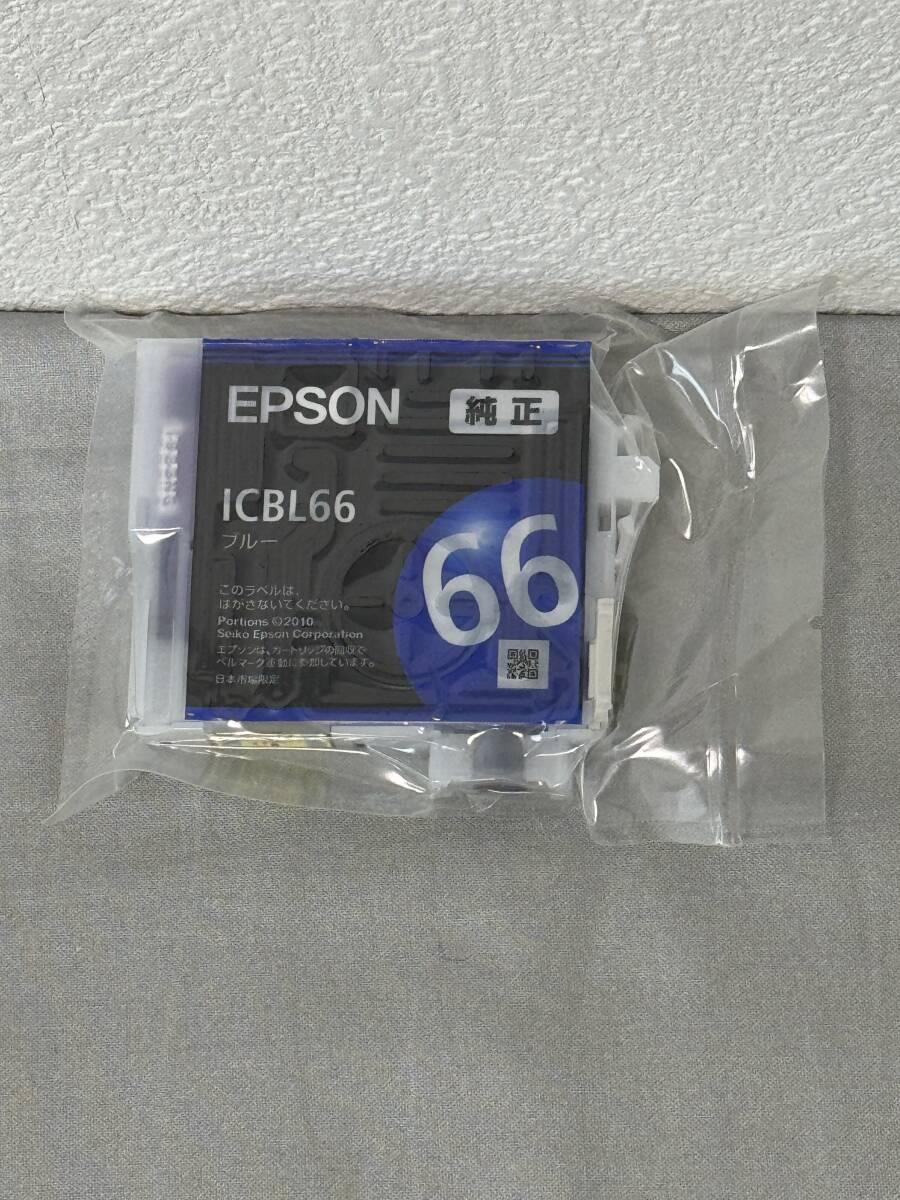 EPSON 純正
ICBL66
ブルー
66
このラベルは、
はがさないでください。
Portions ©2010
Seiko Epson Corporation
エプソンは、カートリッジの回収で
ベルマーク運動に参加しています。
日本市場限定